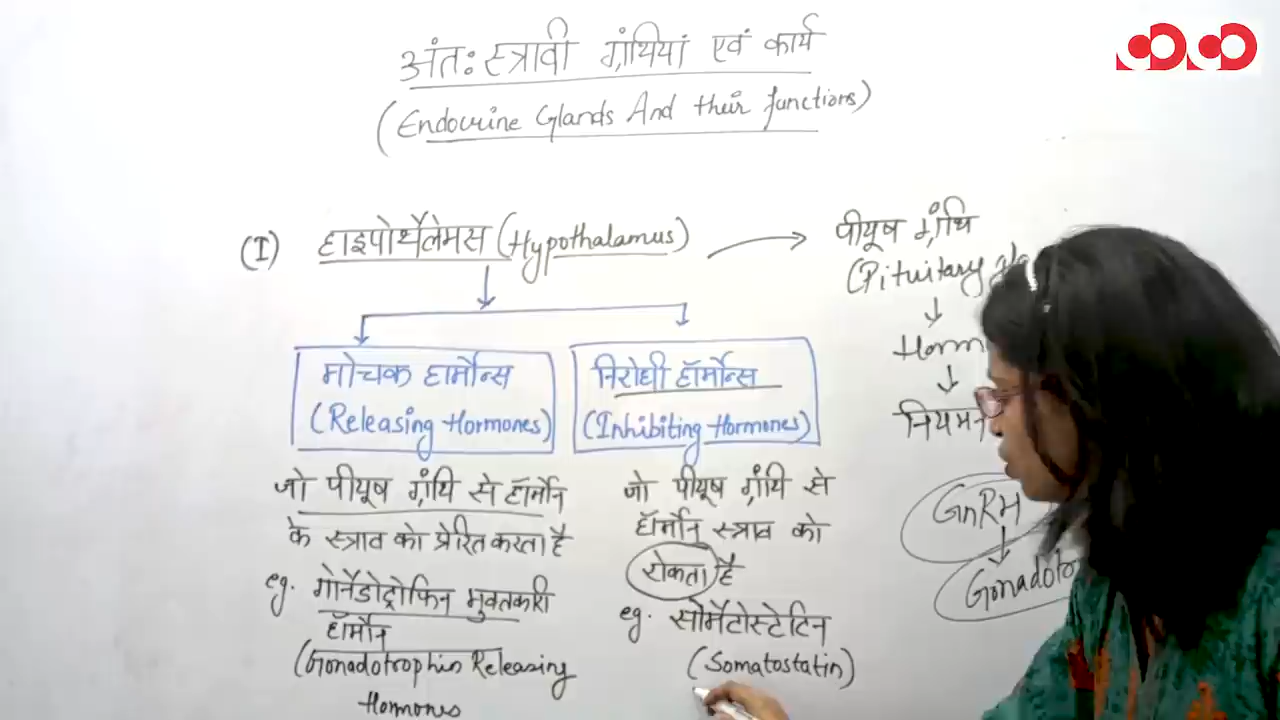 अंतः स्त्रावी ग्रंथियां एवं कार्य
(Endocrine Glands And their functions)
(I) हाइपोथैलेमस (Hypothalamus)
पीयूष ग्रंथि
(Pituitary
नियमन
मोचक हार्मोन्स
(Releasing Hormones)
निरोधी हॉर्मोन्स
(Inhibiting Hormones)
जो पीयूष ग्रंथि से हॉर्मोन
के स्त्राव को प्रेरित करता है
eg. गोनैडोट्रोफिन मुक्तकारी
हॉर्मोन
(Gonadotrophin Releasing
Hormones
जो पीयूष ग्रंथि से
हॉर्मोन स्त्राव को
रोकता है
eg. सोमेटोस्टेटिन
(Somatostatin)
GnRH